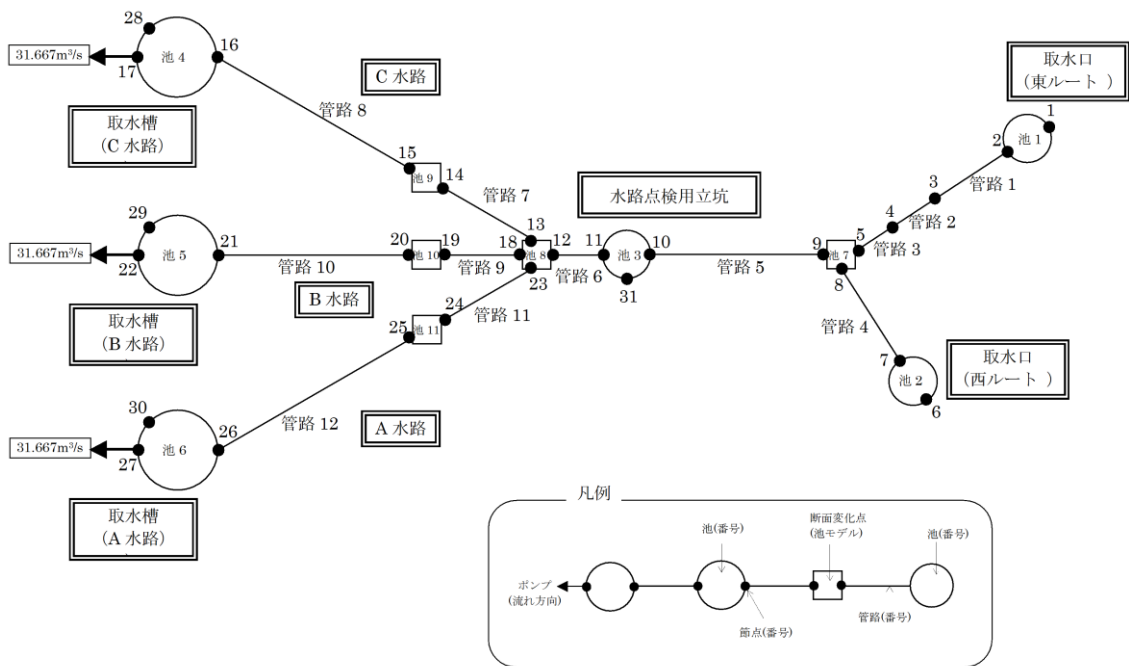 28
31.667m³/s
17
池 4
16
取水槽
（C 水路）
C 水路
管路 8
15
池 9
14
管路 7
13
29
31.667m³/s
22
池 5
21
取水槽
（B 水路）
管路 10
B 水路
20
池 10
19
管路 9
18
池 8
12
23
管路 6
水路点検用立坑
11
池 3
10
31
管路 5
取水口
（東ルート ）
1
池 1
2
管路 1
3
管路 2
4
管路 3
5
9
池 7
8
管路 4
7
池 2
6
取水口
（西ルート ）
24
管路 11
25
池 11
管路 12
A 水路
30
31.667m³/s
27
池 6
26
取水槽
（A 水路）
凡例
池(番号)
断面変化点
(池モデル)
池(番号)
ポンプ
(流れ方向)
節点(番号)
管路(番号)